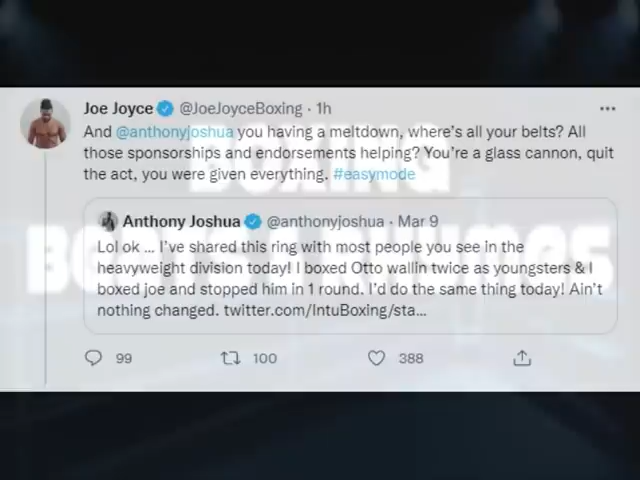 Joe Joyce @JoeJoyceBoxing · 1h
And @anthonyjoshua you having a meltdown, where's all your belts? All
those sponsorships and endorsements helping? You're a glass cannon, quit
the act, you were given everything. #easymode
Anthony Joshua @anthonyjoshua · Mar 9
Lol ok ... I've shared this ring with most people you see in the
heavyweight division today! I boxed Otto wallin twice as youngsters & I
boxed joe and stopped him in 1 round. I'd do the same thing today! Ain't
nothing changed. twitter.com/IntuBoxing/sta...
99 100 388
BOXING